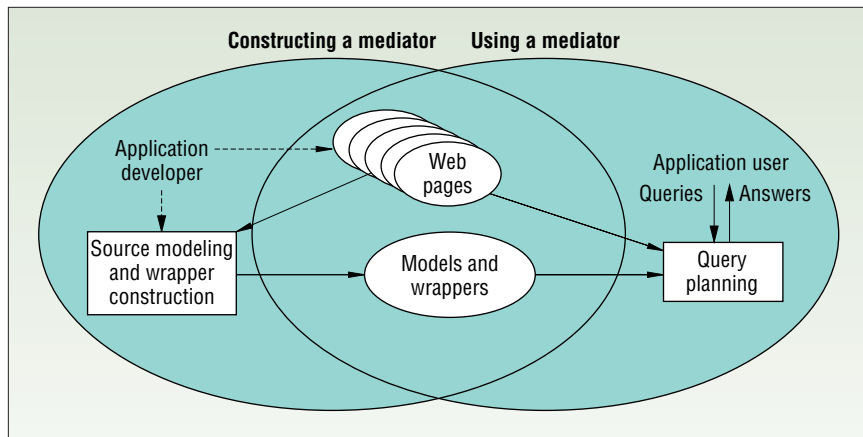 Constructing a mediator
Using a mediator
Application
developer
Web
pages
Application user
Queries
Answers
Source modeling
and wrapper
construction
Models and
wrappers
Query
planning